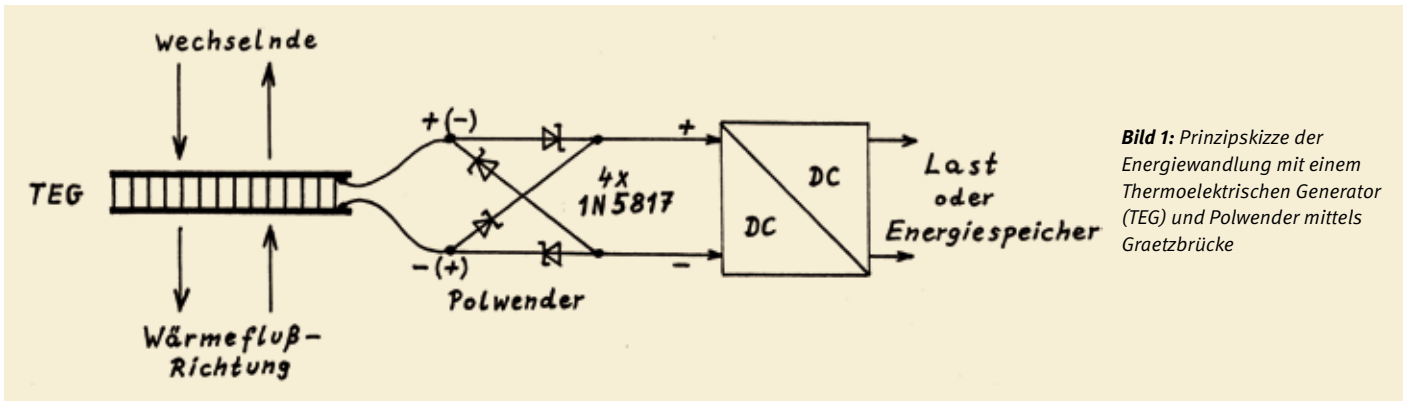 Wechselnde
TEG
+(-)
-(+)
Polwender
4x
1N5817
+
-
DC
DC
Last
oder
Energiespeicher
Wärmefluß-
Richtung
Bild 1: Prinzipskizze der
Energiewandlung mit einem
Thermoelektrischen Generator
(TEG) und Polwender mittels
Graetzbrücke